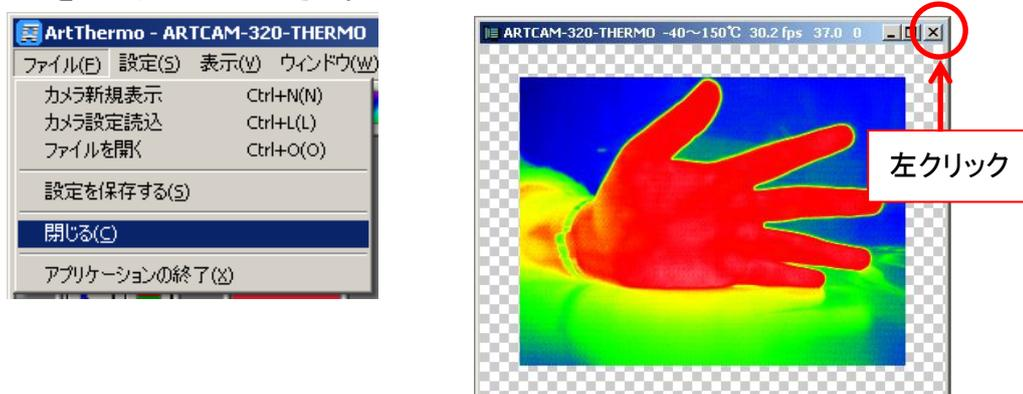 ArtThermo - ARTCAM-320-THERMO
ファイル(F) 設定(S) 表示(V) ウィンドウ(W)
カメラ新規表示 Ctrl+N(N)
カメラ設定読込 Ctrl+L(L)
ファイルを開く Ctrl+O(O)
設定を保存する(S)
閉じる(C)
アプリケーションの終了(X)
ARTCAM-320-THERMO -40～150℃ 30.2 fps 37.0 0
左クリック